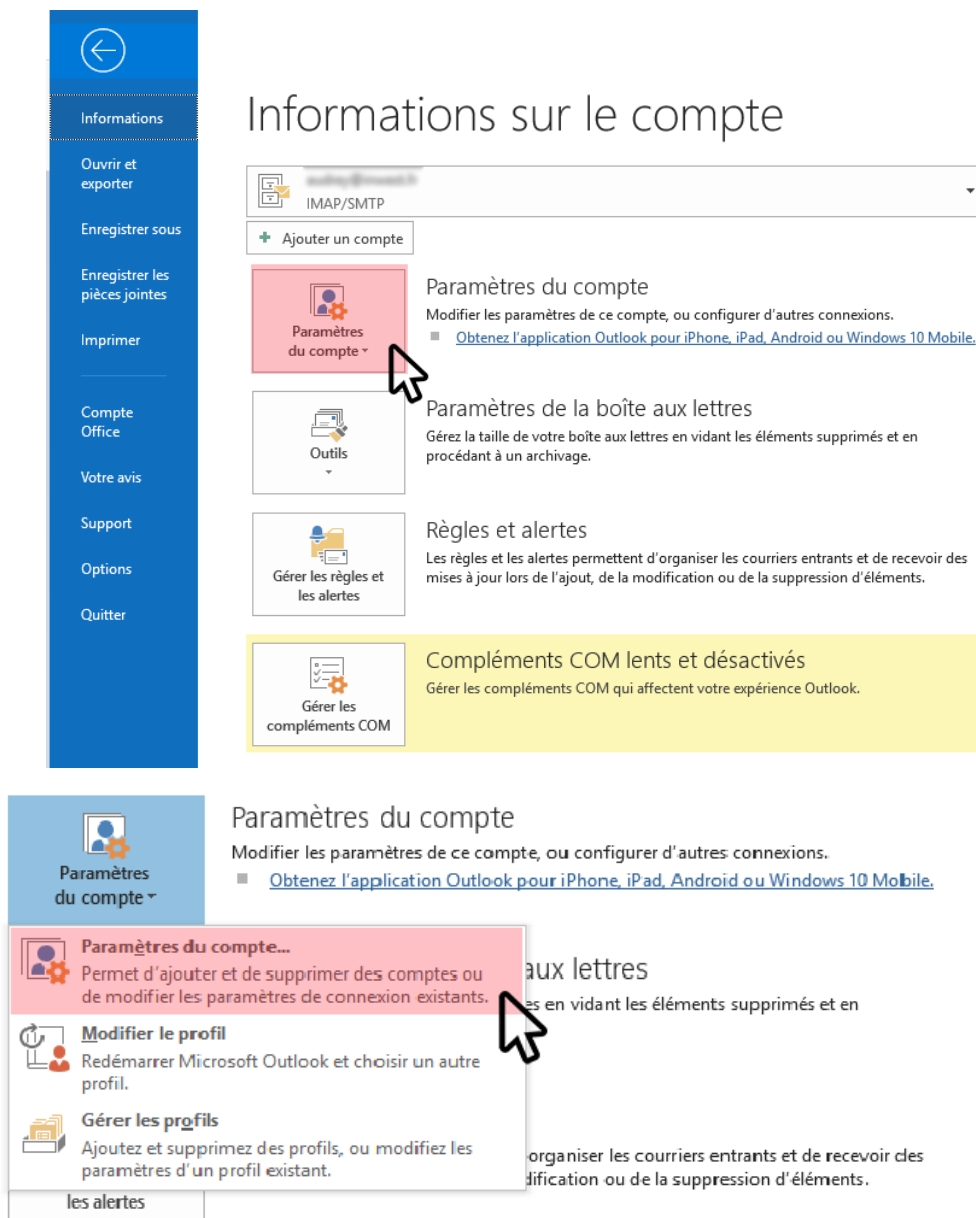 Informations sur le compte
Informations
Ouvrir et
exporter
Enregistrer sous
Enregistrer les
pièces jointes
Imprimer
Compte
Office
Votre avis
Support
Options
Quitter
IMAP/SMTP
Ajouter un compte
Paramètres
du compte
Paramètres du compte
Modifier les paramètres de ce compte, ou configurer d'autres connexions.
Obtenez l'application Outlook pour iPhone, iPad, Android ou Windows 10 Mobile.
Outils
Paramètres de la boîte aux lettres
Gérez la taille de votre boîte aux lettres en vidant les éléments supprimés et en
procédant à un archivage.
Gérer les règles et
les alertes
Règles et alertes
Les règles et les alertes permettent d'organiser les courriers entrants et de recevoir des
mises à jour lors de l'ajout, de la modification ou de la suppression d'éléments.
Gérer les
compléments COM
Compléments COM lents et désactivés
Gérer les compléments COM qui affectent votre expérience Outlook.
Paramètres
du compte
Paramètres du compte
Modifier les paramètres de ce compte, ou configurer d'autres connexions.
Obtenez l'application Outlook pour iPhone, iPad, Android ou Windows 10 Mobile.
Paramètres du compte...
Permet d'ajouter et de supprimer des comptes ou
de modifier les paramètres de connexion existants.
Modifier le profil
Redémarrer Microsoft Outlook et choisir un autre
profil.
Gérer les profils
Ajoutez et supprimez des profils, ou modifiez les
paramètres d'un profil existant.
aux lettres
es en vidant les éléments supprimés et en
organiser les courriers entrants et de recevoir des
dification ou de la suppression d'éléments.
les alertes